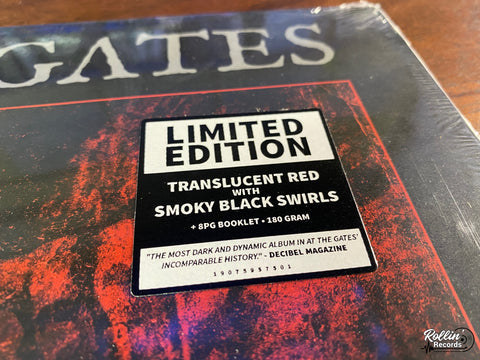 GATES
LIMITED
EDITION
TRANSLUCENT RED
WITH
SMOKY BLACK SWIRLS
+ 8PG BOOKLET • 180 GRAM
"THE MOST DARK AND DYNAMIC ALBUM IN AT THE GATES'
INCOMPARABLE HISTORY." - DECIBEL MAGAZINE
19075957501
Rollin'
Records